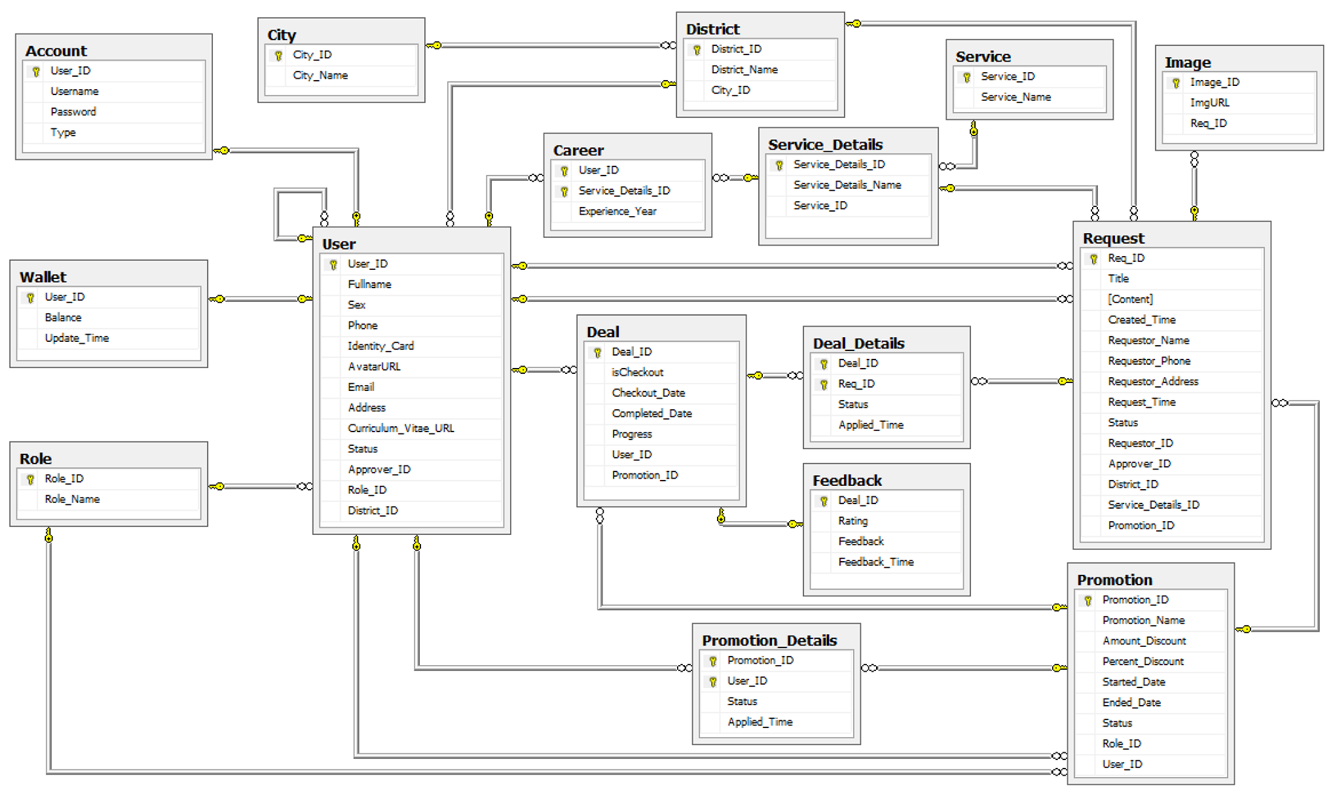 Account
User_ID
Username
Password
Type
City
City_ID
City_Name
District
District_ID
District_Name
City_ID
Service
Service_ID
Service_Name
Image
Image_ID
ImgURL
Req_ID
Career
User_ID
Service_Details_ID
Experience_Year
Service_Details
Service_Details_ID
Service_Details_Name
Service_ID
User
User_ID
Fullname
Sex
Phone
Identity_Card
AvatarURL
Email
Address
Curriculum_Vitae_URL
Status
Approver_ID
Role_ID
District_ID
Request
Req_ID
Title
[Content]
Created_Time
Requestor_Name
Requestor_Phone
Requestor_Address
Request_Time
Status
Requestor_ID
Approver_ID
District_ID
Service_Details_ID
Promotion_ID
Wallet
User_ID
Balance
Update_Time
Deal
Deal_ID
isCheckout
Checkout_Date
Completed_Date
Progress
User_ID
Promotion_ID
Deal_Details
Deal_ID
Req_ID
Status
Applied_Time
Role
Role_ID
Role_Name
Feedback
Deal_ID
Rating
Feedback
Feedback_Time
Promotion
Promotion_ID
Promotion_Name
Amount_Discount
Percent_Discount
Started_Date
Ended_Date
Status
Role_ID
User_ID
Promotion_Details
Promotion_ID
User_ID
Status
Applied_Time